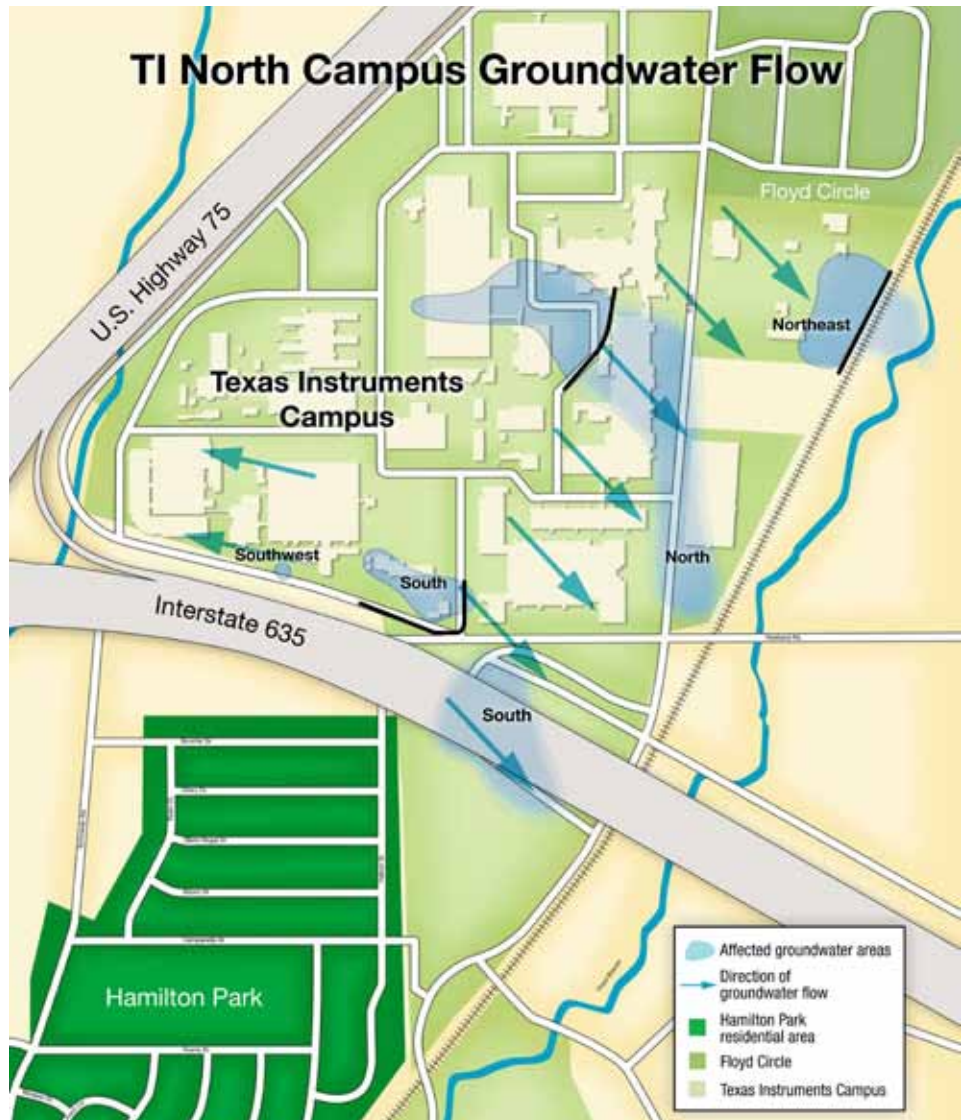 TI North Campus Groundwater Flow
U.S. Highway 75
Floyd Circle
Northeast
Texas Instruments
Campus
Southwest
South
North
Interstate 635
South
Hamilton Park
Affected groundwater areas
Direction of
groundwater flow
Hamilton Park
residential area
Floyd Circle
Texas Instruments Campus